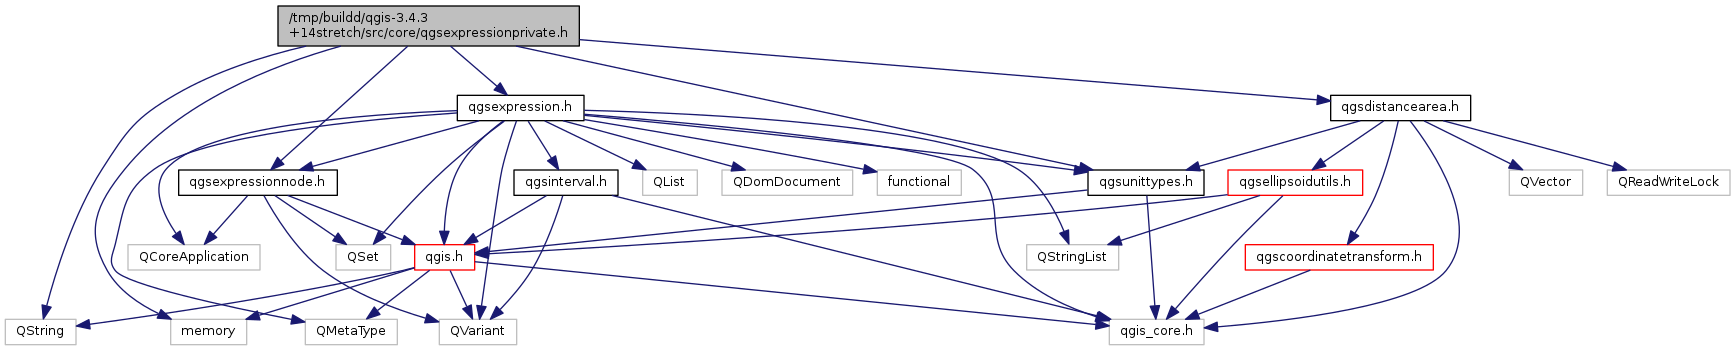 /tmp/buildd/qgis-3.4.3
+14stretch/src/core/qgsexpressionprivate.h
qgsexpression.h
qgsdistancearea.h
qgsexpressionnode.h
qgsinterval.h
QList
QDomDocument
functional
qgsunittypes.h
qgsellipsoidutils.h
QVector
QReadWriteLock
QCoreApplication
QSet
qgis.h
QStringList
qgscoordinatetransform.h
QString
memory
QMetaType
QVariant
qgis_core.h